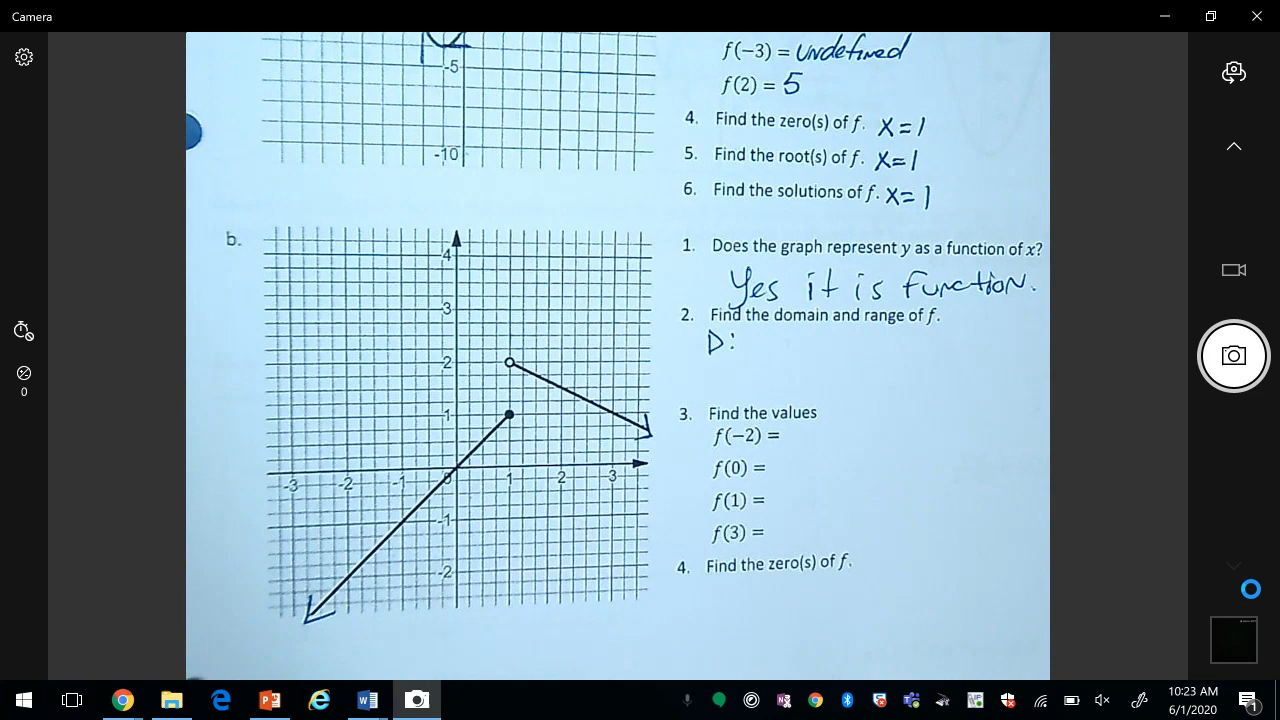 Camera
-5
-10
f(−3) = undefined
f(2) = 5
4. Find the zero(s) of f. x=1
5. Find the root(s) of f. x=1
6. Find the solutions of f. x=1
b.
4
3
2
1
-3 -2 -1 0 1 2 3
-1
-2
1. Does the graph represent y as a function of x?
Yes it is function.
2. Find the domain and range of f.
D:
3. Find the values
f(−2) =
f(0) =
f(1) =
f(3) =
4. Find the zero(s) of f.
0
10:23 AM
6/1/2020